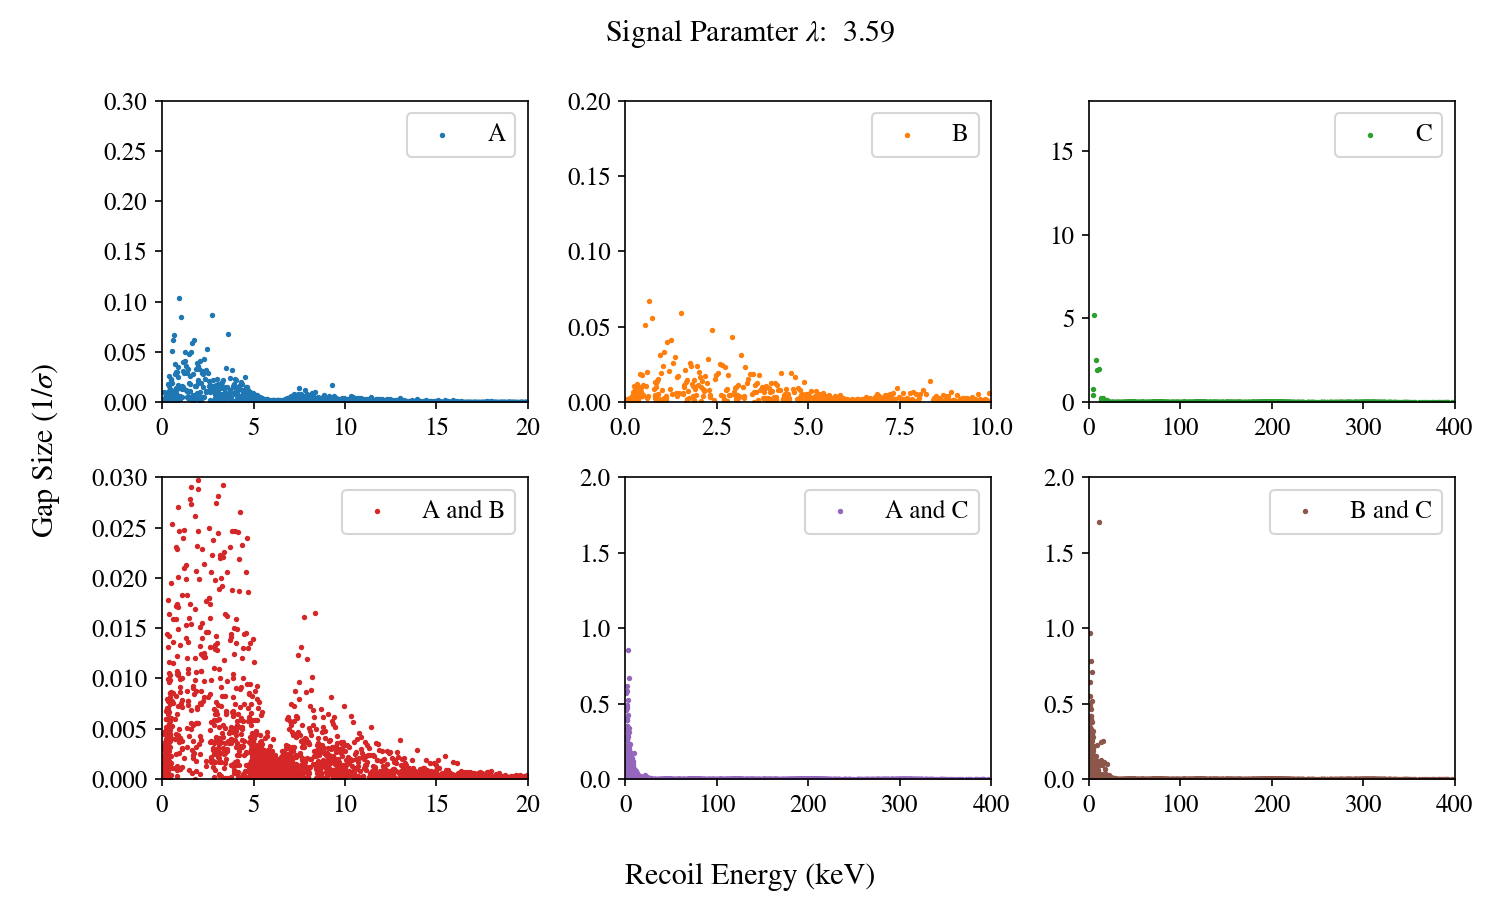 Signal Paramter λ: 3.59
0.30
0.25
0.20
0.15
0.10
0.05
0.00
0 5 10 15 20
A
0.20
0.15
0.10
0.05
0.00
0.0 2.5 5.0 7.5 10.0
B
15
10
5
0
0 100 200 300 400
C
Gap Size (1/σ)
0.030
0.025
0.020
0.015
0.010
0.005
0.000
0 5 10 15 20
A and B
2.0
1.5
1.0
0.5
0.0
0 100 200 300 400
A and C
2.0
1.5
1.0
0.5
0.0
0 100 200 300 400
B and C
Recoil Energy (keV)